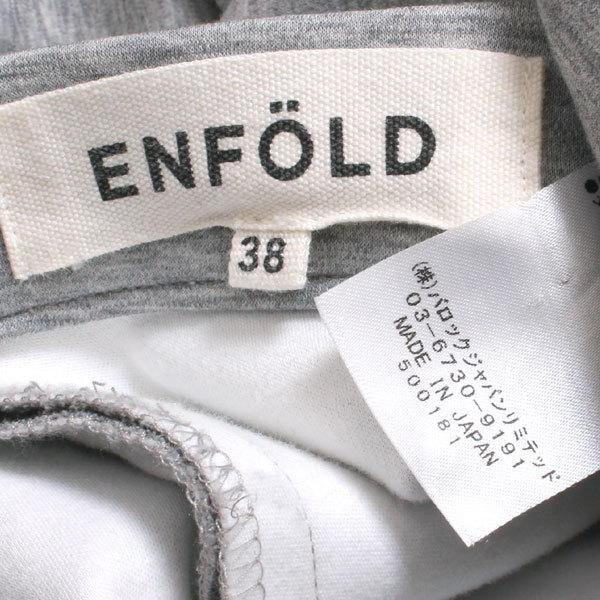 ENFÖLD
38
(株)バロックジャパンリミテッド
03-6730-9191
MADE IN JAPAN
500181